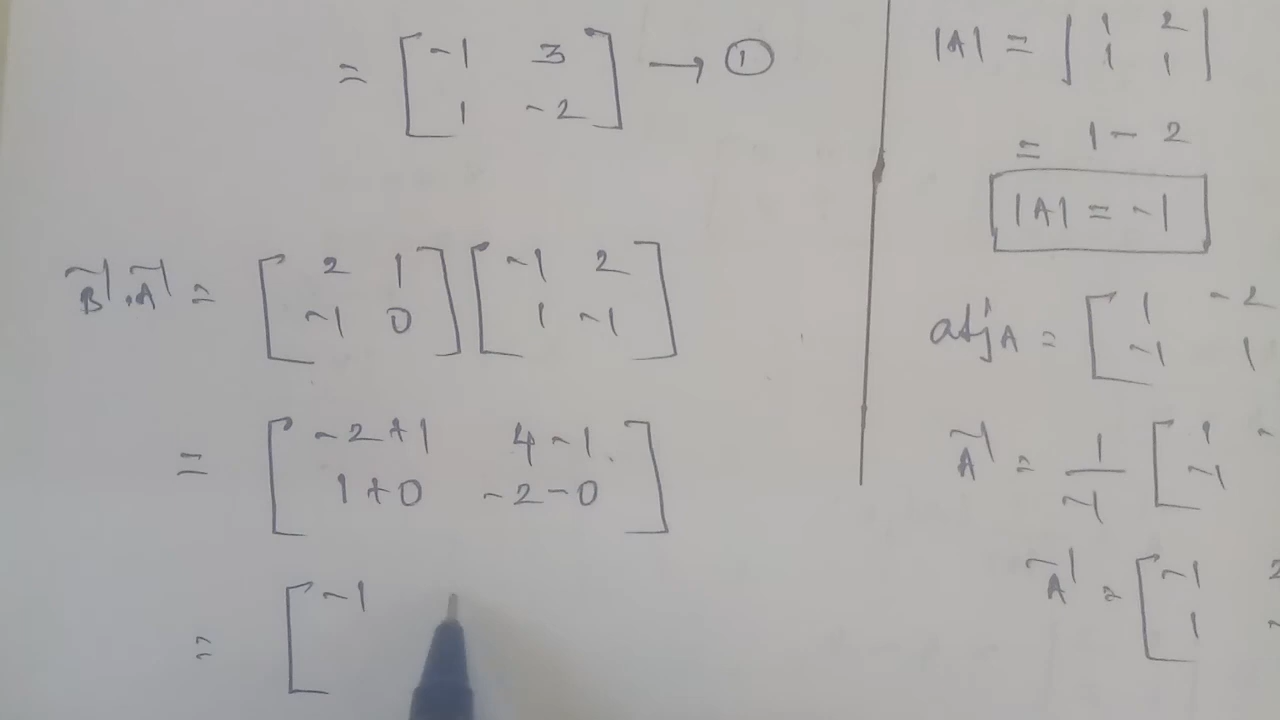 = [ -1 3 ] → ①
[ 1 -2 ]
B⁻¹.A⁻¹ = [ 2 1 ] [ -1 2 ]
[ -1 0 ] [ 1 -1 ]
= [ -2+1 4-1 ]
[ 1+0 -2-0 ]
= [ -1
|A| = | 1 2 |
| 1 1 |
= 1 - 2
|A| = -1
adj A = [ 1 -2
[ -1 1
A⁻¹ = 1/-1 [ 1 -
[ -1
A⁻¹ = [ -1 2
[ 1 -